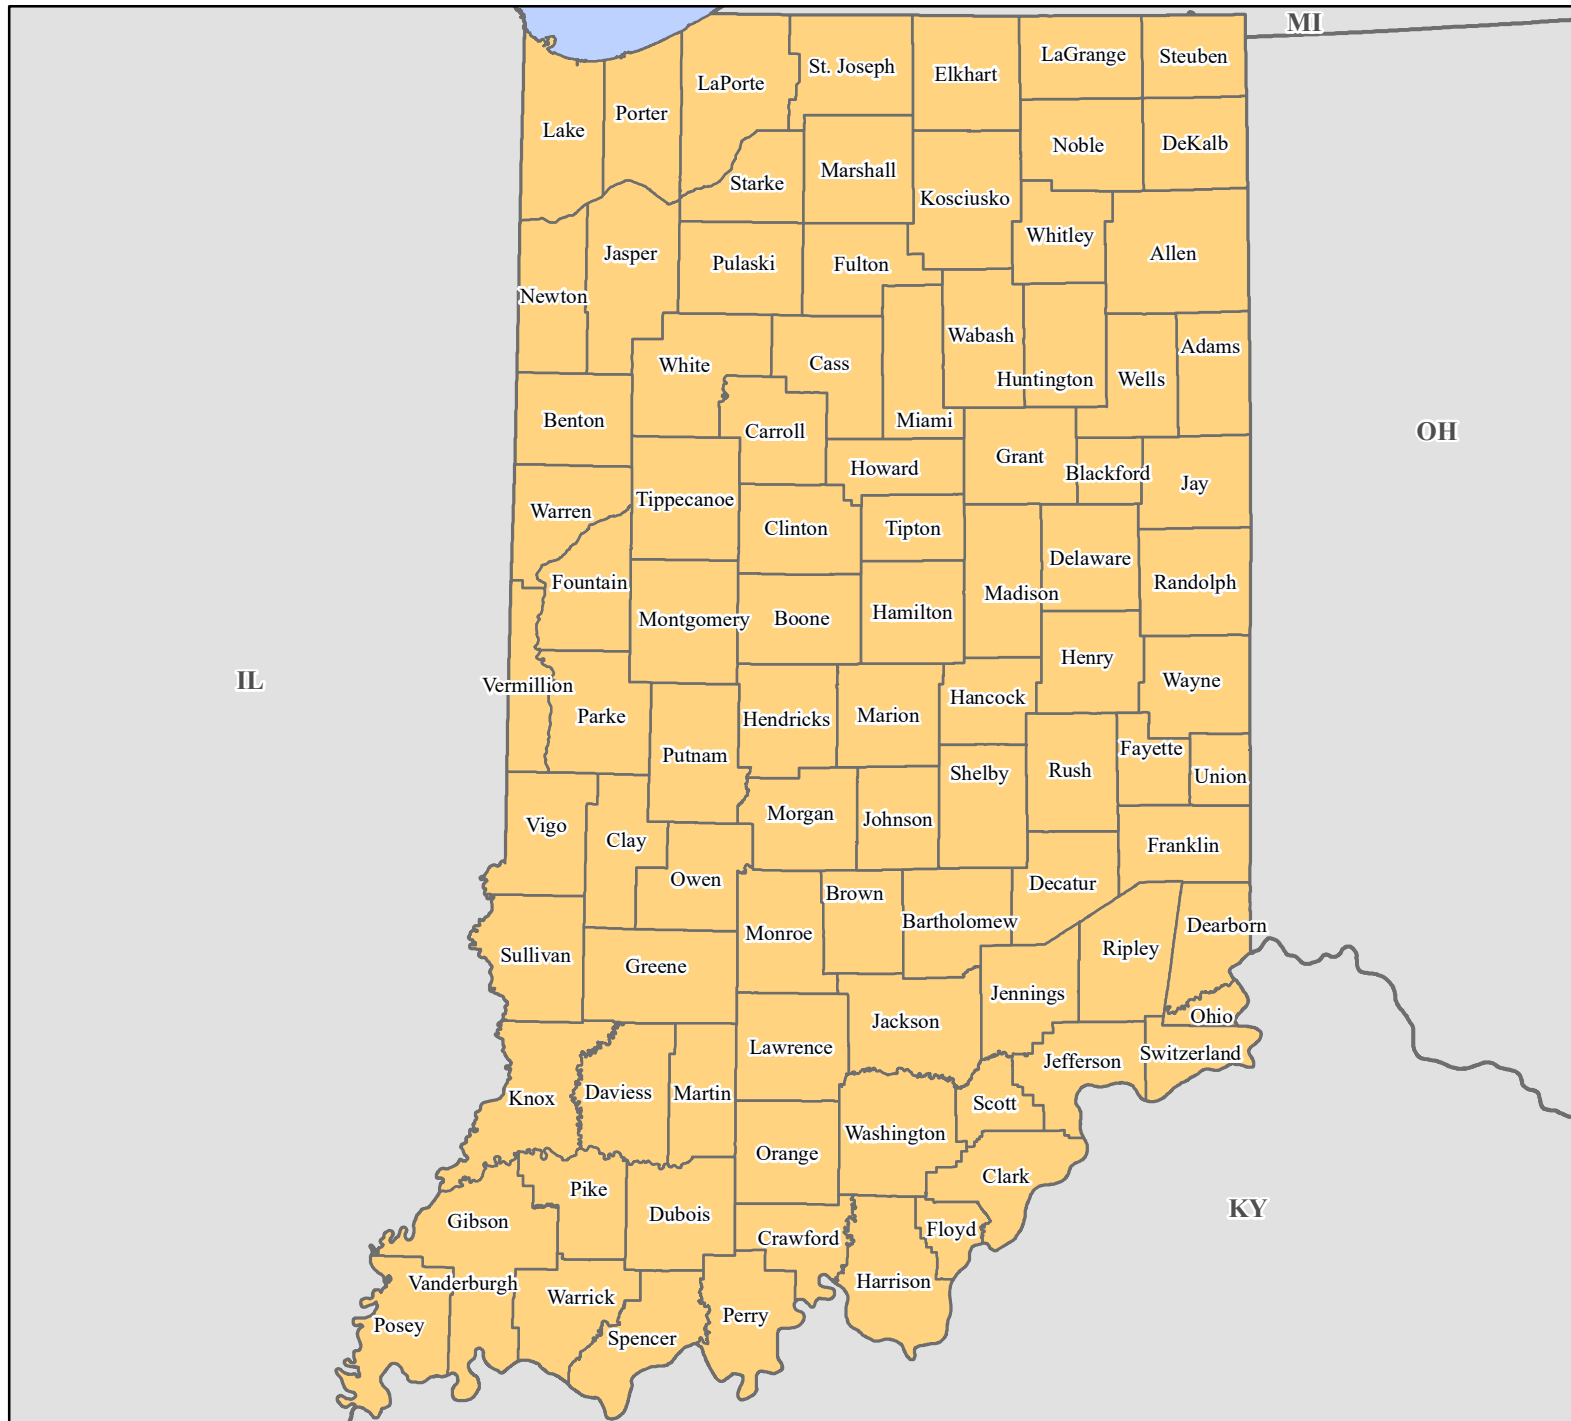 MI
LaGrange
Steuben
St. Joseph
Elkhart
LaPorte
Porter
Lake
Noble
DeKalb
Marshall
Starke
Kosciusko
Whitley
Jasper
Allen
Pulaski
Fulton
Newton
Wabash
Adams
White
Cass
Huntington
Wells
Benton
Miami
Carroll
OH
Grant
Howard
Blackford
Jay
Tippecanoe
Warren
Clinton
Tipton
Delaware
Fountain
Randolph
Madison
Hamilton
Montgomery
Boone
Henry
IL
Wayne
Vermillion
Hancock
Parke
Marion
Hendricks
Fayette
Putnam
Rush
Shelby
Union
Morgan
Johnson
Vigo
Clay
Franklin
Owen
Decatur
Brown
Bartholomew
Dearborn
Monroe
Ripley
Sullivan
Greene
Jennings
Ohio
Jackson
Lawrence
Switzerland
Jefferson
Daviess
Martin
Knox
Scott
Washington
Orange
Clark
Pike
KY
Dubois
Gibson
Floyd
Crawford
Harrison
Vanderburgh
Warrick
Perry
Posey
Spencer